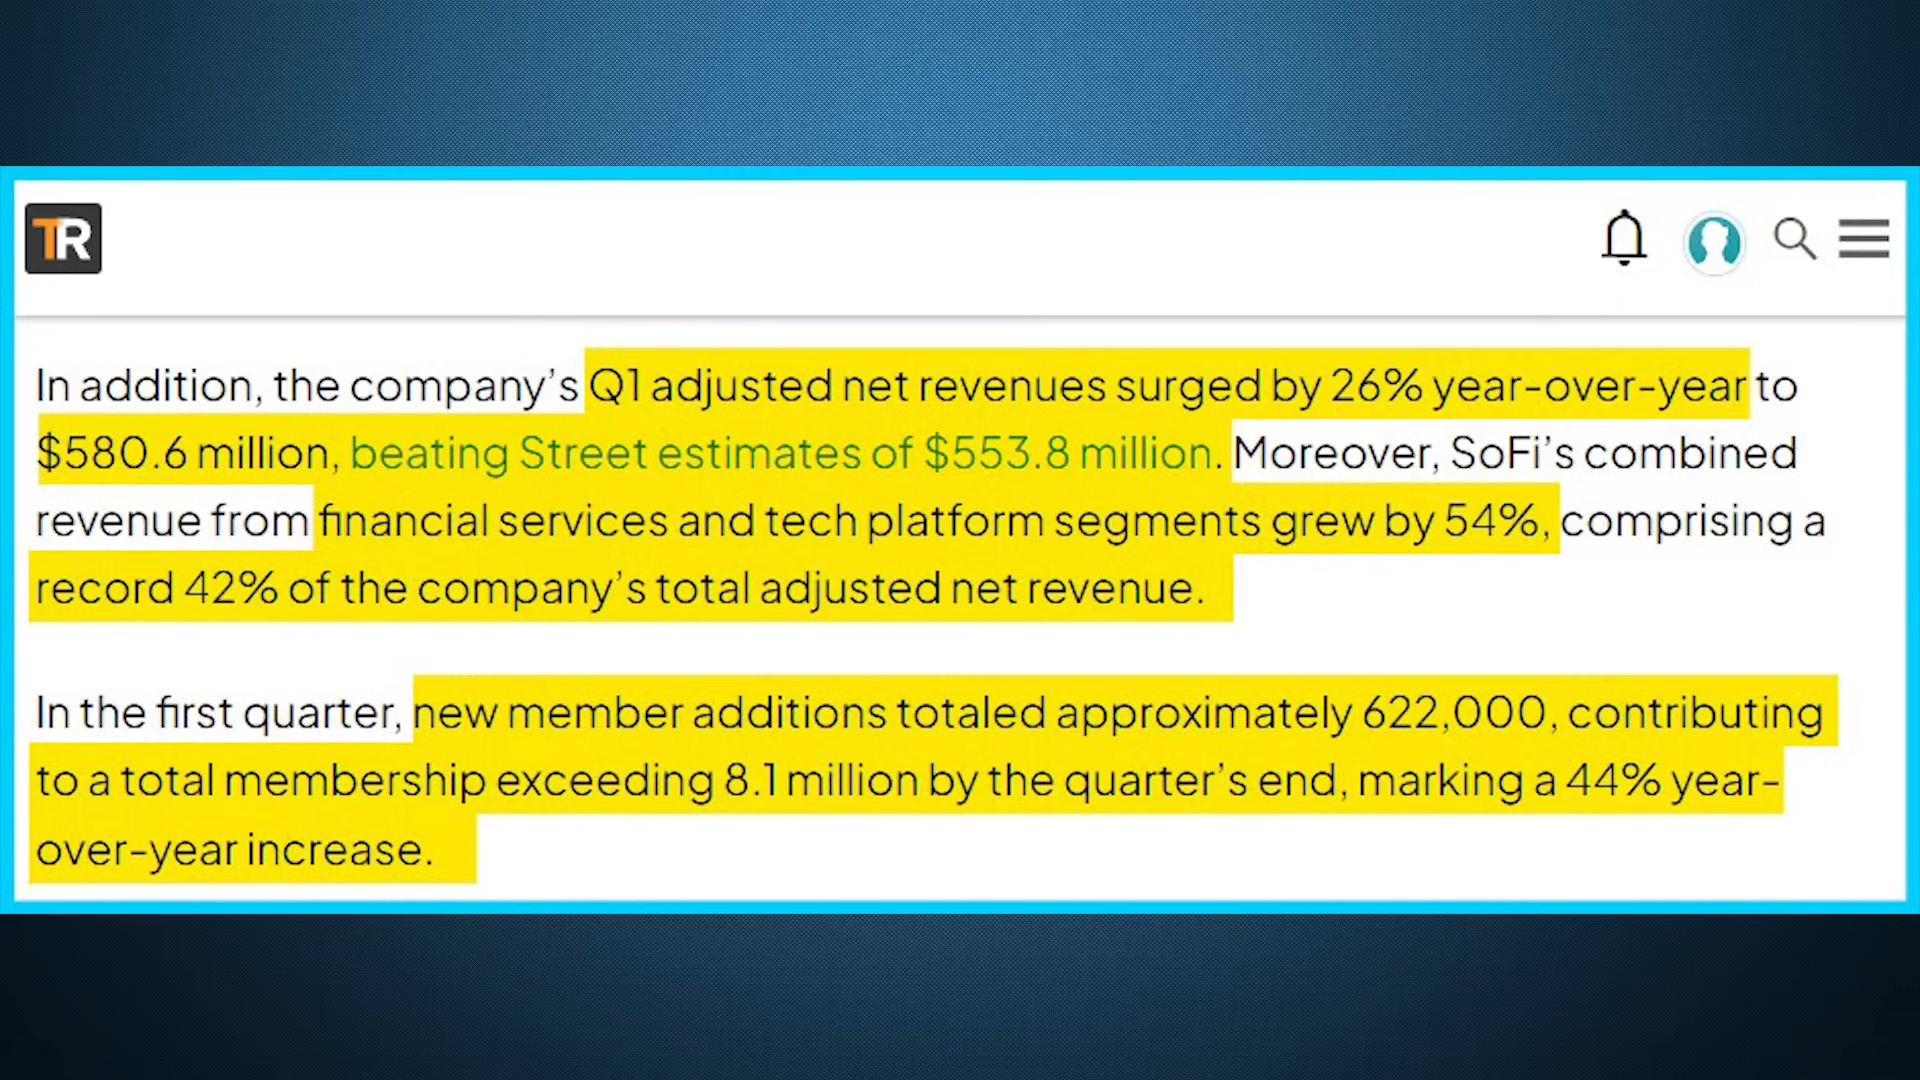 TR
In addition, the company’s Q1 adjusted net revenues surged by 26% year-over-year to
$580.6 million, beating Street estimates of $553.8 million. Moreover, SoFi’s combined
revenue from financial services and tech platform segments grew by 54%, comprising a
record 42% of the company’s total adjusted net revenue.
In the first quarter, new member additions totaled approximately 622,000, contributing
to a total membership exceeding 8.1 million by the quarter’s end, marking a 44% year-
over-year increase.